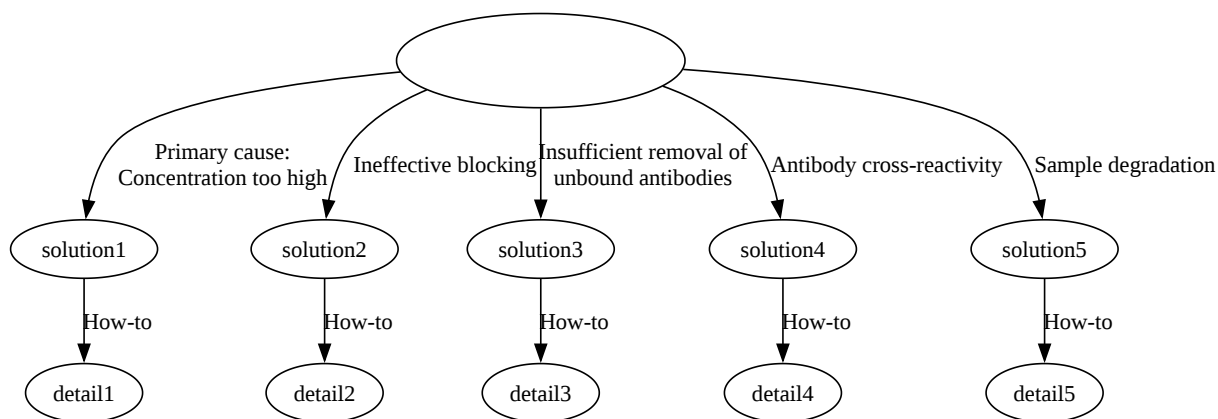 Primary cause:
Concentration too high
Ineffective blocking
Insufficient removal of
unbound antibodies
Antibody cross-reactivity
Sample degradation
solution1
solution2
solution3
solution4
solution5
How-to
How-to
How-to
How-to
How-to
detail1
detail2
detail3
detail4
detail5